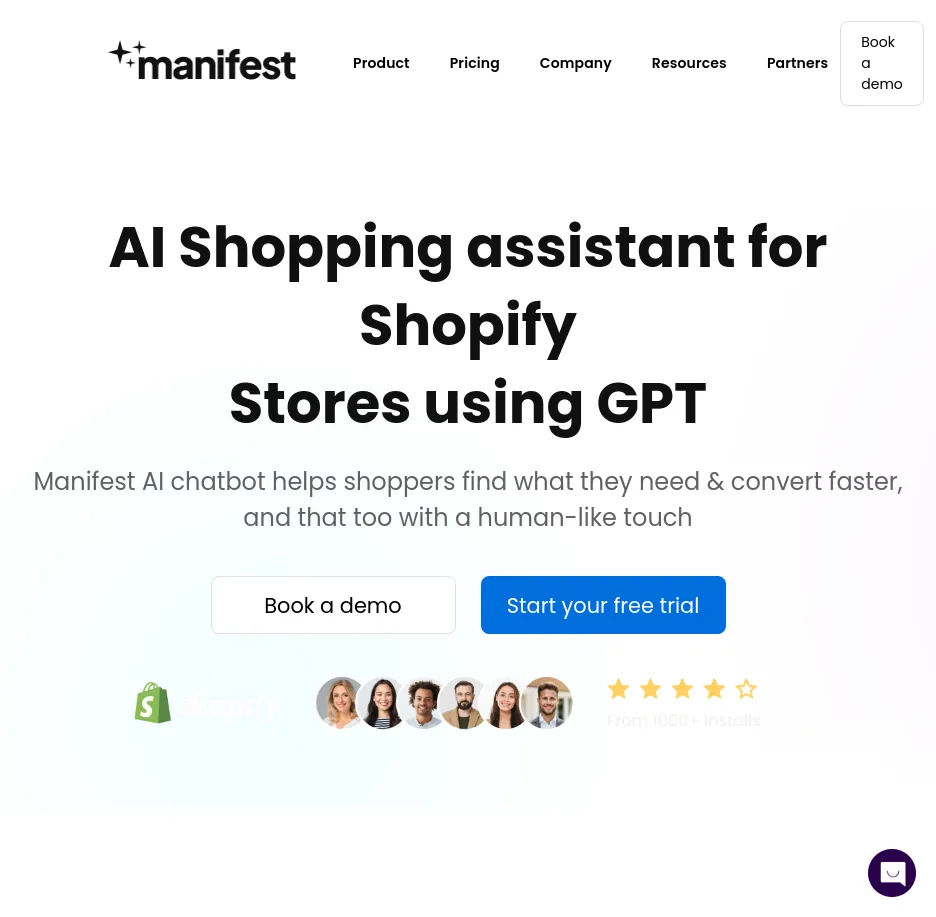 manifest
Product
Pricing
Company
Resources
Partners
Book
a
demo
AI Shopping assistant for
Shopify
Stores using GPT
Manifest AI chatbot helps shoppers find what they need & convert faster,
and that too with a human-like touch
Book a demo
Start your free trial
shopify
From 1000+ Installs